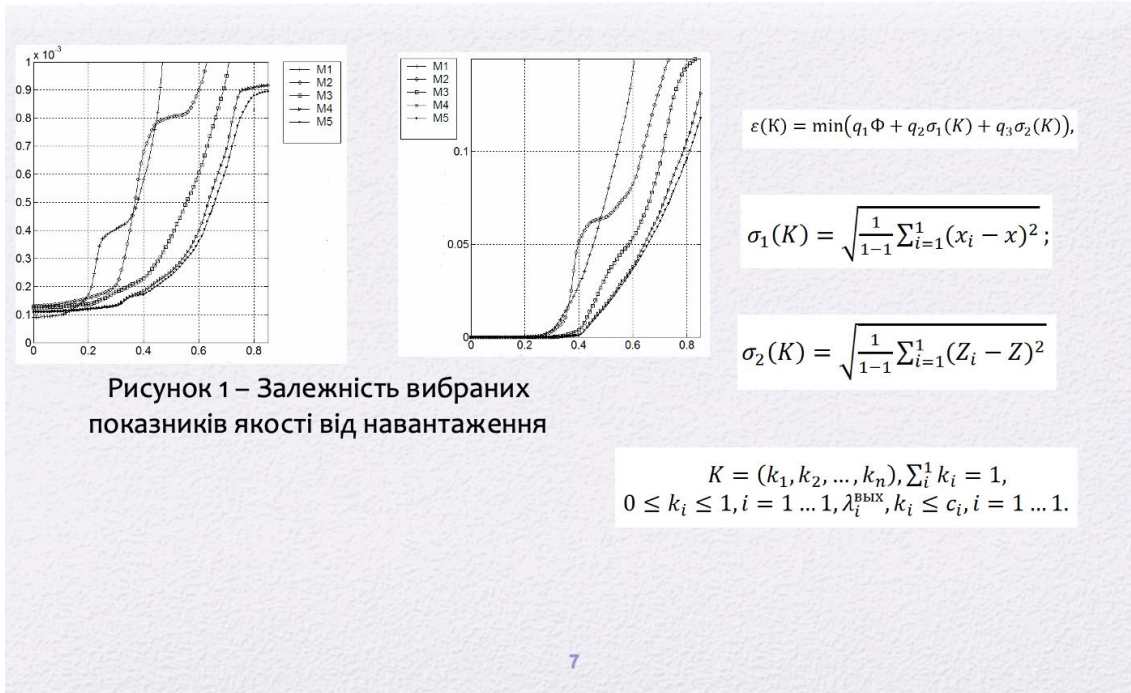 x 10⁻³
1
0.9
0.8
0.7
0.6
0.5
0.4
0.3
0.2
0.1
0
0 0.2 0.4 0.6 0.8
M1
M2
M3
M4
M5
M1
M2
M3
M4
M5
0.1
0.05
0
0 0.2 0.4 0.6 0.8
Рисунок 1 – Залежність вибраних
показників якості від навантаження
ε(К) = min(q₁Φ + q₂σ₁(K) + q₃σ₂(K)),
σ₁(K) = √(1/(1−1) ∑¹ᵢ₌₁(xᵢ − x)²) ;
σ₂(K) = √(1/(1−1) ∑¹ᵢ₌₁(Zᵢ − Z)²)
K = (k₁, k₂, … , kₙ), ∑¹ᵢ kᵢ = 1,
0 ≤ kᵢ ≤ 1, i = 1 … 1, λᵢ^вых, kᵢ ≤ cᵢ, i = 1 … 1.
7